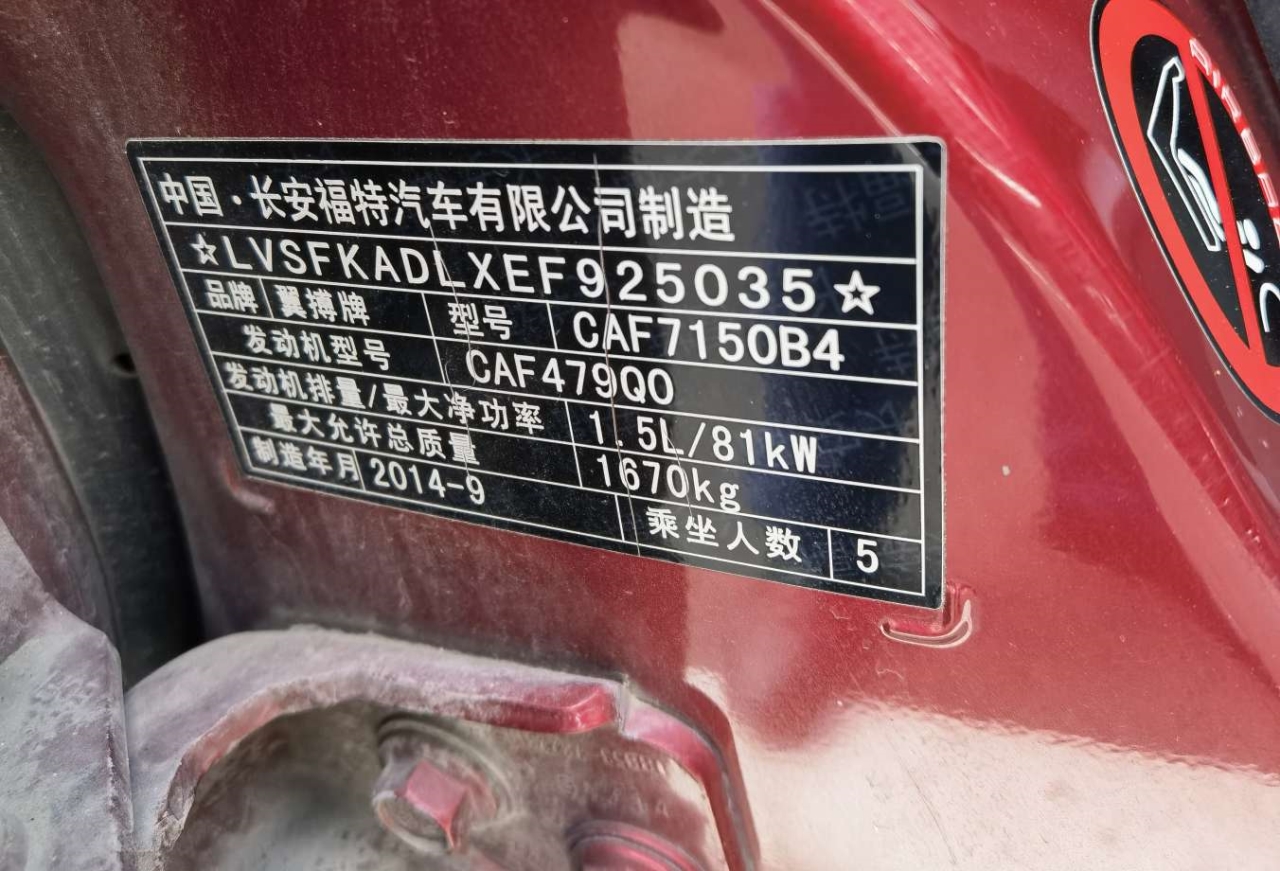 中国·长安福特汽车有限公司制造
☆LVSFKADLXEF925035☆
品牌 翼搏牌 型号 CAF7150B4
发动机型号 CAF479Q0
发动机排量/最大净功率 1.5L/81kW
最大允许总质量 1670kg
制造年月 2014-9 乘坐人数 5
AIRBAG